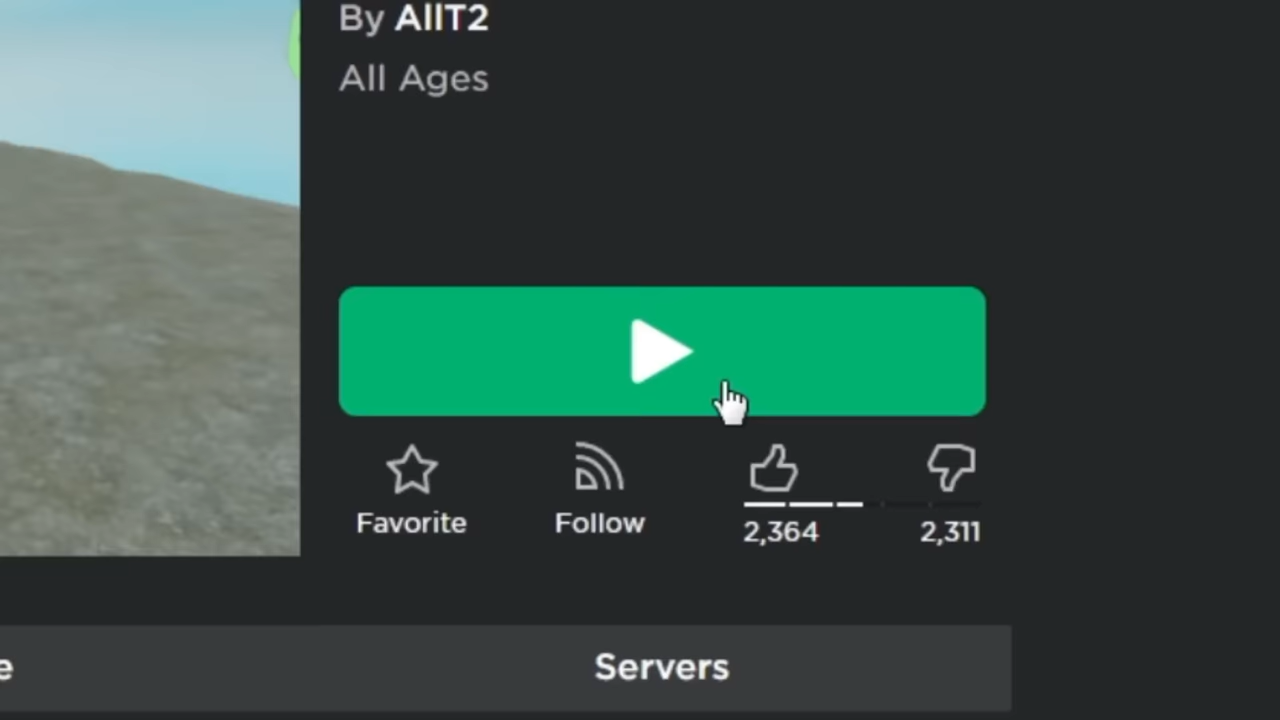 By AllT2
All Ages
Favorite
Follow
2,364
2,311
e
Servers